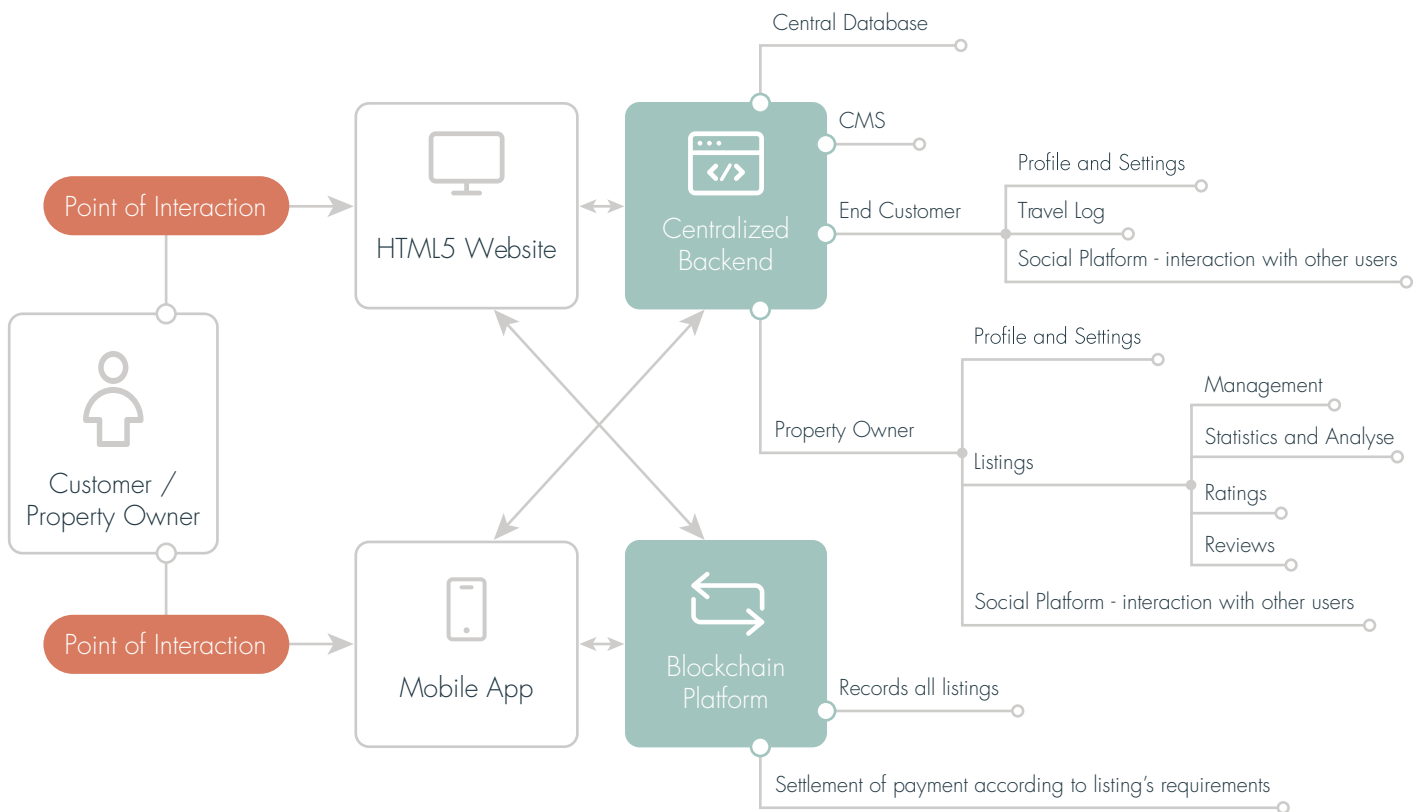 Central Database
CMS
Profile and Settings
Point of Interaction
End Customer
Travel Log
HTML5 Website
Centralized
Backend
Social Platform - interaction with other users
Profile and Settings
Management
Property Owner
Statistics and Analyse
Listings
Customer /
Property Owner
Ratings
Reviews
Social Platform - interaction with other users
Point of Interaction
Mobile App
Blockchain
Platform
Records all listings
Settlement of payment according to listing's requirements